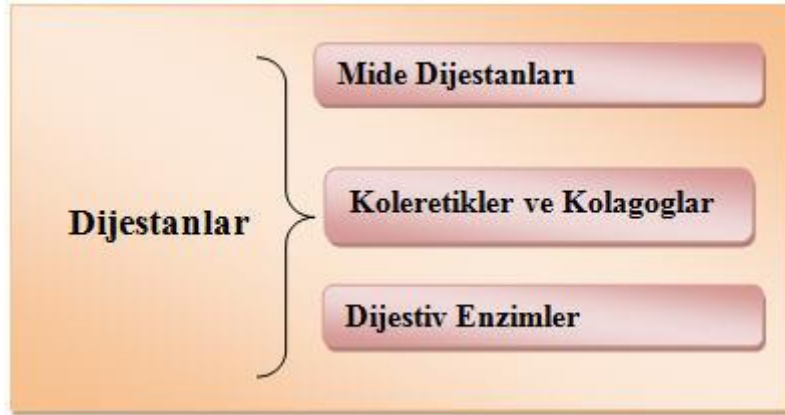 Mide Dijestanları
Dijestanlar
Koleretikler ve Kolagoglar
Dijestiv Enzimler